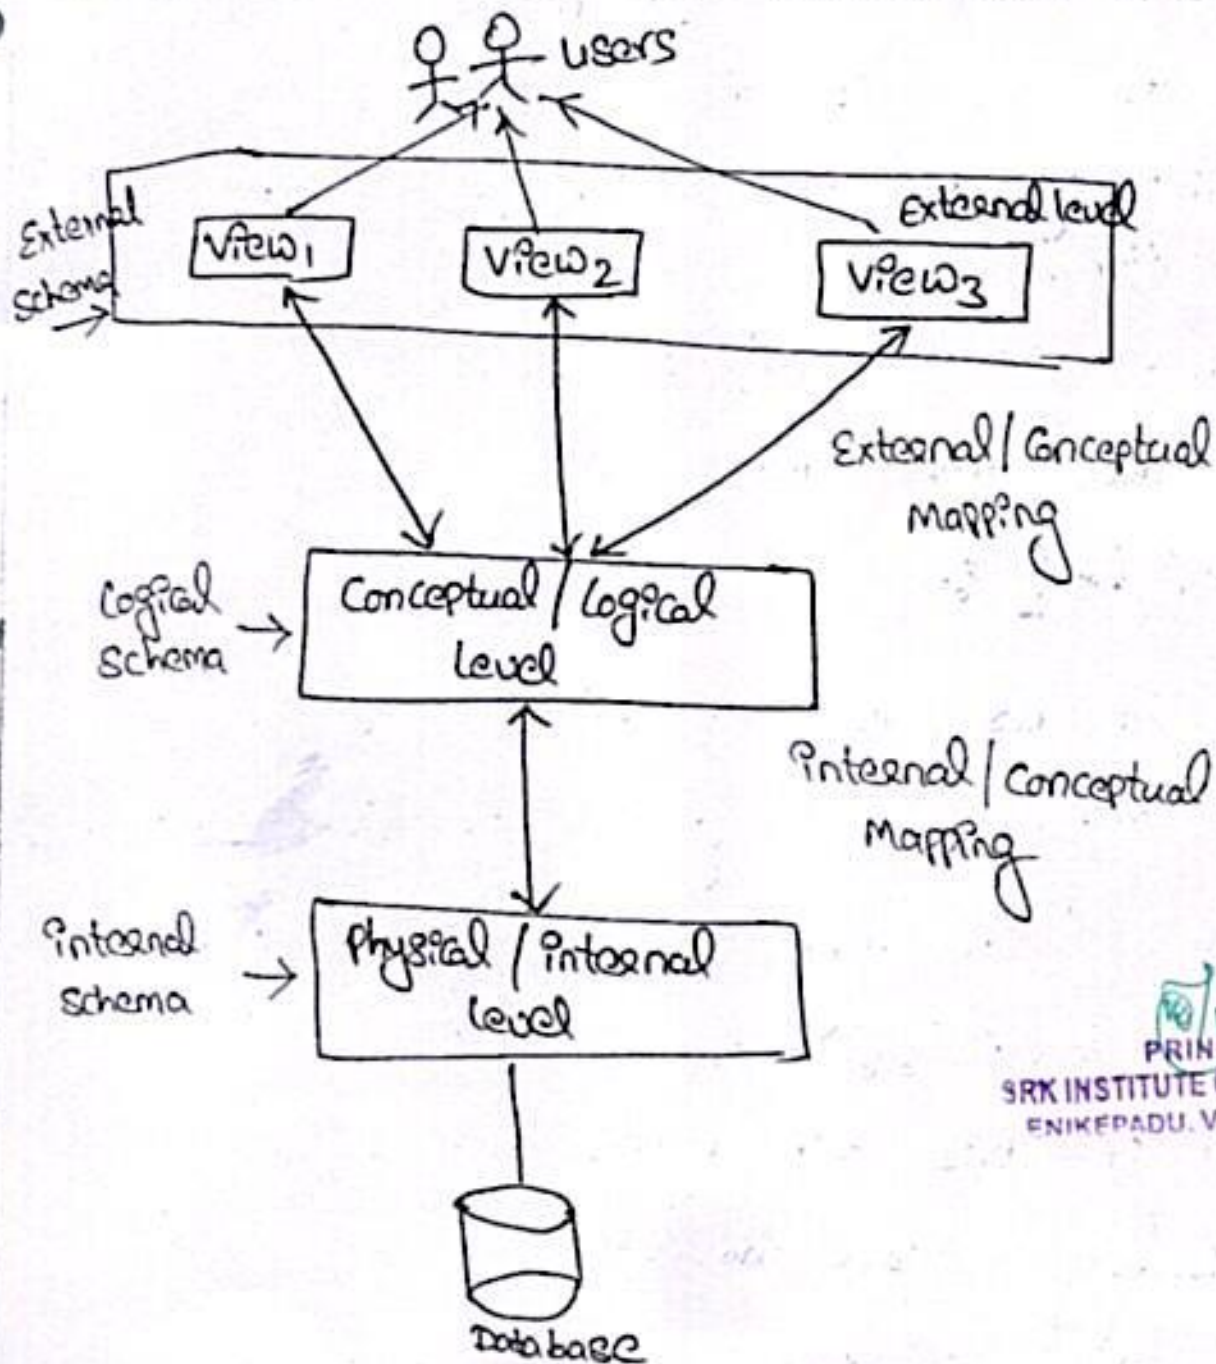 users
External level
External
schema
View1
View2
View3
External / Conceptual
Mapping
Logical
schema
Conceptual / Logical
level
Internal / Conceptual
Mapping
internal
schema
Physical / internal
level
PRIN
SRK INSTITUTE
ENIKEPADU, V
Database